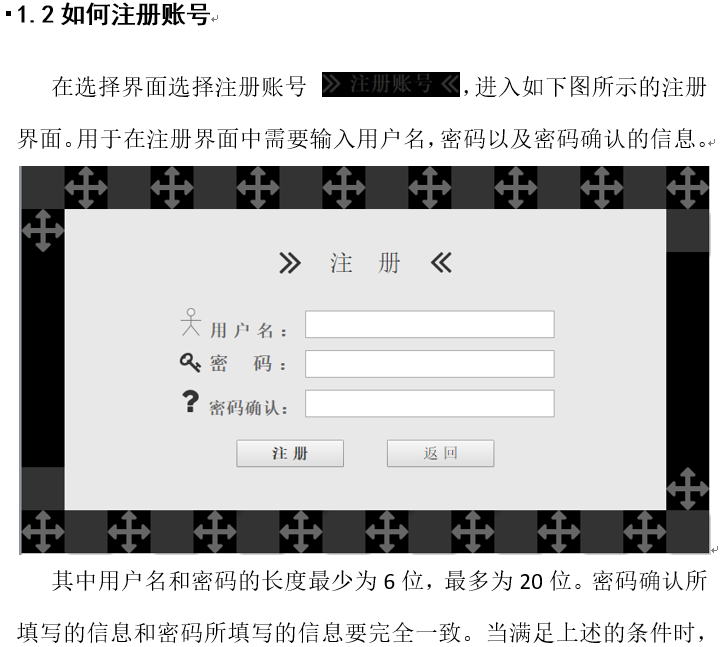 1.2 如何注册账号
在选择界面选择注册账号 注册账号 ,进入如下图所示的注册
界面。用于在注册界面中需要输入用户名，密码以及密码确认的信息。
注 册
用户名：
密 码：
密码确认：
注册 返回
其中用户名和密码的长度最少为 6 位，最多为 20 位。密码确认所
填写的信息和密码所填写的信息要完全一致。当满足上述的条件时，